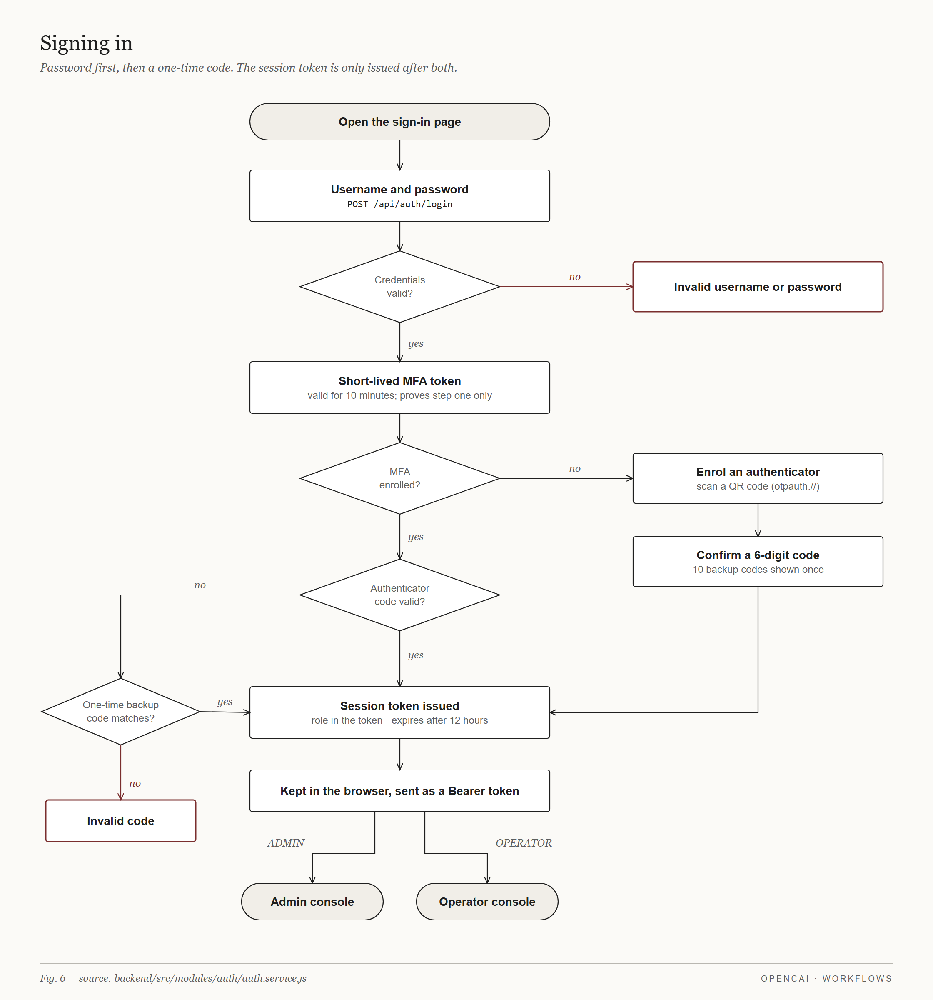 Signing in
Password first, then a one-time code. The session token is only issued after both.
Open the sign-in page
Username and password
POST /api/auth/login
Credentials
valid?
no
Invalid username or password
yes
Short-lived MFA token
valid for 10 minutes; proves step one only
MFA
enrolled?
no
Enrol an authenticator
scan a QR code (otpauth://)
yes
Confirm a 6-digit code
10 backup codes shown once
Authenticator
code valid?
no
yes
One-time backup
code matches?
yes
Session token issued
role in the token · expires after 12 hours
no
Invalid code
Kept in the browser, sent as a Bearer token
ADMIN
OPERATOR
Admin console
Operator console
Fig. 6 — source: backend/src/modules/auth/auth.service.js
OPENCAI · WORKFLOWS